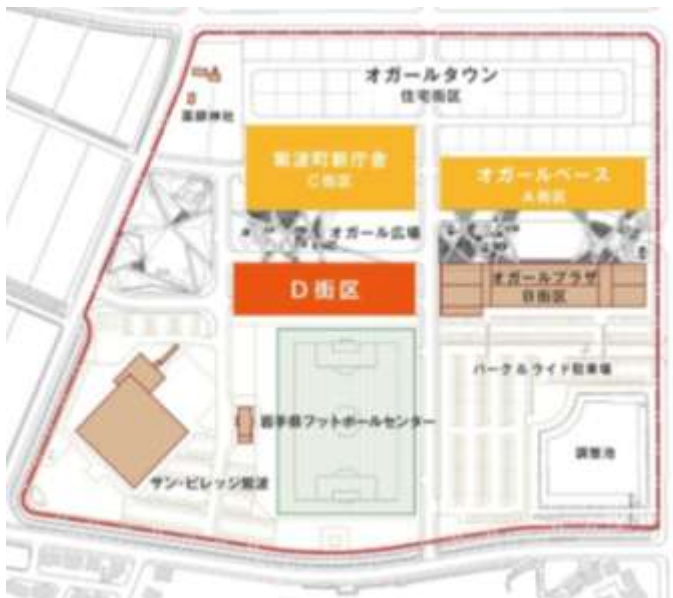 オガールタウン
住宅街区
薬師神社
紫波町新庁舎
C街区
オガールベース
A街区
オガール広場
D街区
オガールプラザ
B街区
パーク&ライド駐車場
岩手県フットボールセンター
調整池
サン・ビレッジ紫波